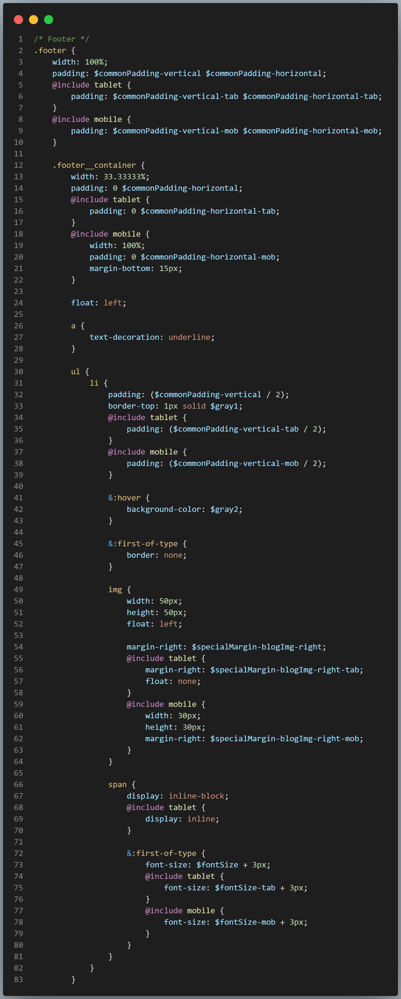 1 /* Footer */
2 .footer {
3     width: 100%;
4     padding: $commonPadding-vertical $commonPadding-horizontal;
5     @include tablet {
6         padding: $commonPadding-vertical-tab $commonPadding-horizontal-tab;
7     }
8     @include mobile {
9         padding: $commonPadding-vertical-mob $commonPadding-horizontal-mob;
10     }
11
12     .footer__container {
13         width: 33.33333%;
14         padding: 0 $commonPadding-horizontal;
15         @include tablet {
16             padding: 0 $commonPadding-horizontal-tab;
17         }
18         @include mobile {
19             width: 100%;
20             padding: 0 $commonPadding-horizontal-mob;
21             margin-bottom: 15px;
22         }
23
24         float: left;
25
26         a {
27             text-decoration: underline;
28         }
29
30         ul {
31             li {
32                 padding: ($commonPadding-vertical / 2);
33                 border-top: 1px solid $gray1;
34                 @include tablet {
35                     padding: ($commonPadding-vertical-tab / 2);
36                 }
37                 @include mobile {
38                     padding: ($commonPadding-vertical-mob / 2);
39                 }
40
41                 &:hover {
42                     background-color: $gray2;
43                 }
44
45                 &:first-of-type {
46                     border: none;
47                 }
48
49                 img {
50                     width: 50px;
51                     height: 50px;
52                     float: left;
53
54                     margin-right: $specialMargin-blogImg-right;
55                     @include tablet {
56                         margin-right: $specialMargin-blogImg-right-tab;
57                         float: none;
58                     }
59                     @include mobile {
60                         width: 30px;
61                         height: 30px;
62                         margin-right: $specialMargin-blogImg-right-mob;
63                     }
64                 }
65
66                 span {
67                     display: inline-block;
68                     @include tablet {
69                         display: inline;
70                     }
71
72                     &:first-of-type {
73                         font-size: $fontSize + 3px;
74                         @include tablet {
75                             font-size: $fontSize-tab + 3px;
76                         }
77                         @include mobile {
78                             font-size: $fontSize-mob + 3px;
79                         }
80                     }
81                 }
82             }
83         }